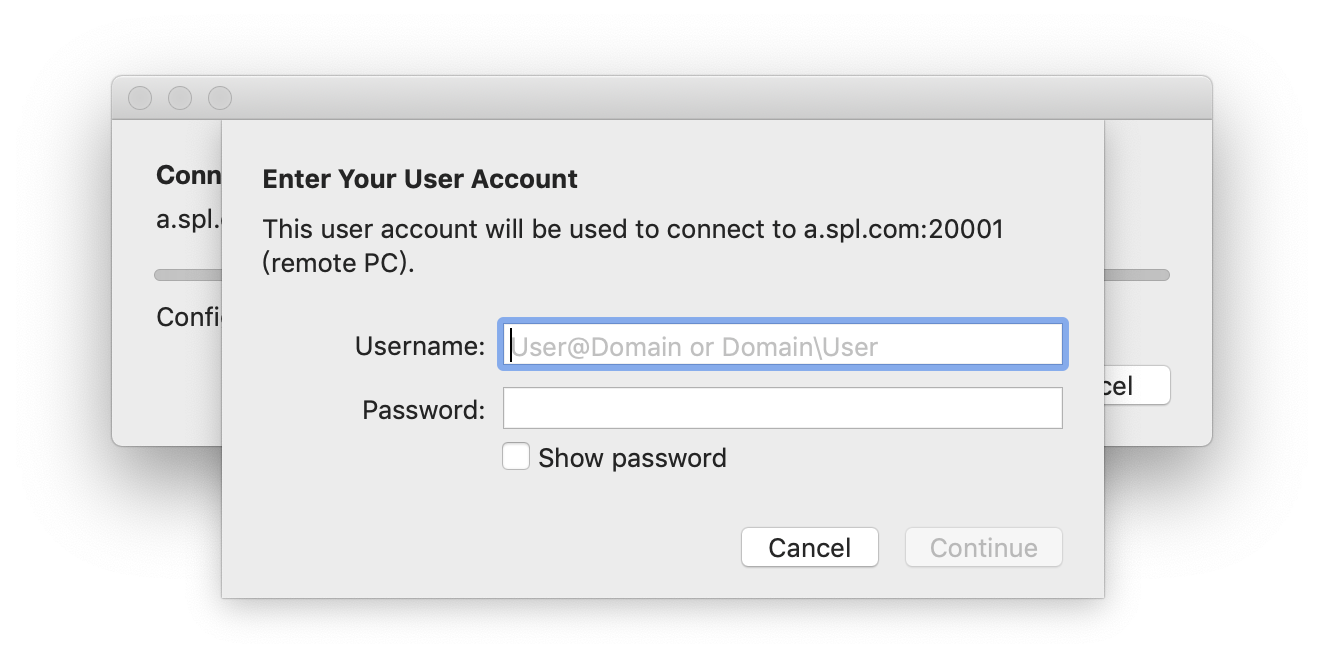 Conn
a.spl.
Confi
cel
Enter Your User Account
This user account will be used to connect to a.spl.com:20001
(remote PC).
Username:
User@Domain or Domain\User
Password:
Show password
Cancel
Continue